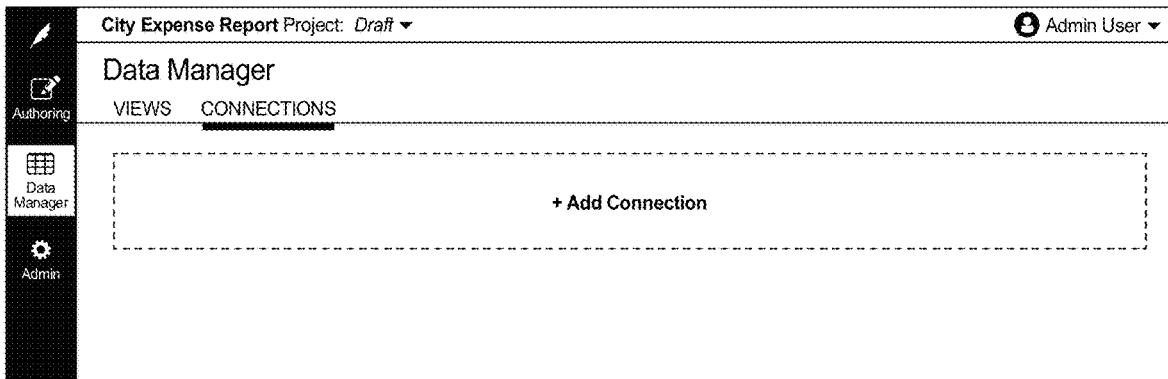 City Expense Report Project: Draft
Admin User
Authoring
Data
Manager
Admin
Data Manager
VIEWS CONNECTIONS
+ Add Connection